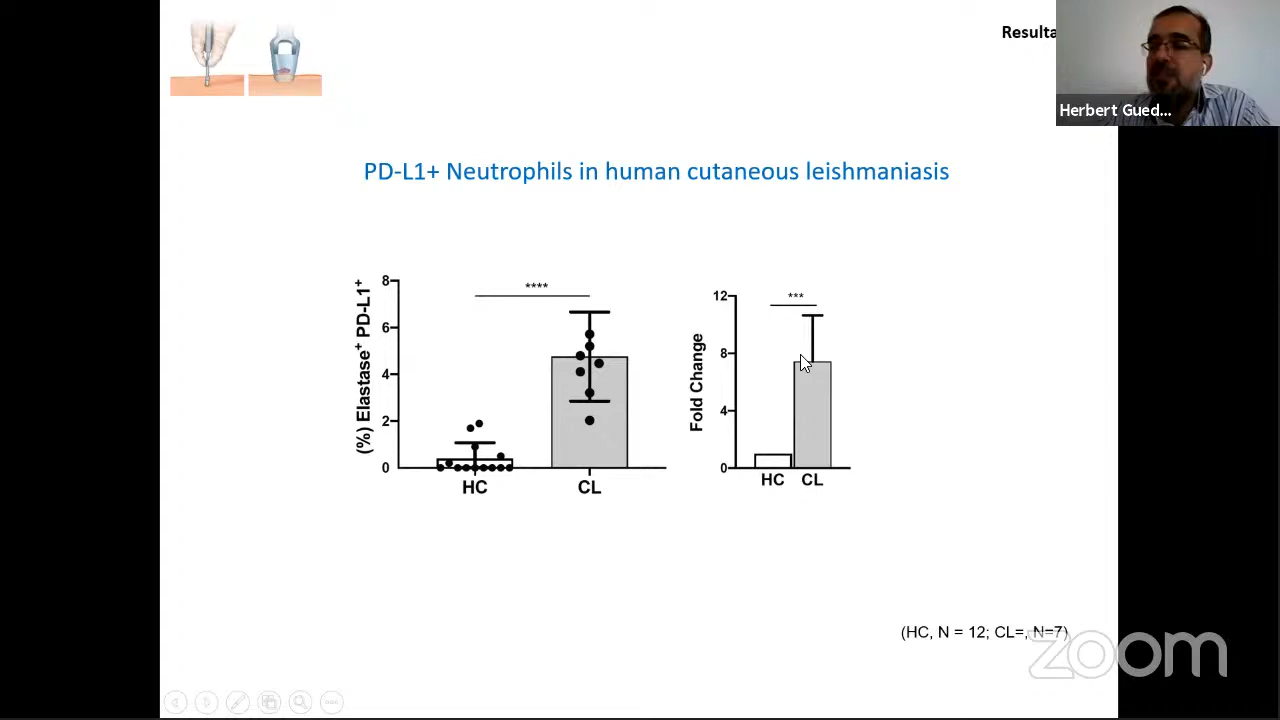 Resulta
Herbert Gued...
PD-L1+ Neutrophils in human cutaneous leishmaniasis
(%) Elastase+ PD-L1+
8
6
4
2
0
****
HC
CL
Fold Change
12
8
4
0
***
HC
CL
(HC, N = 12; CL=, N=7)
zoom